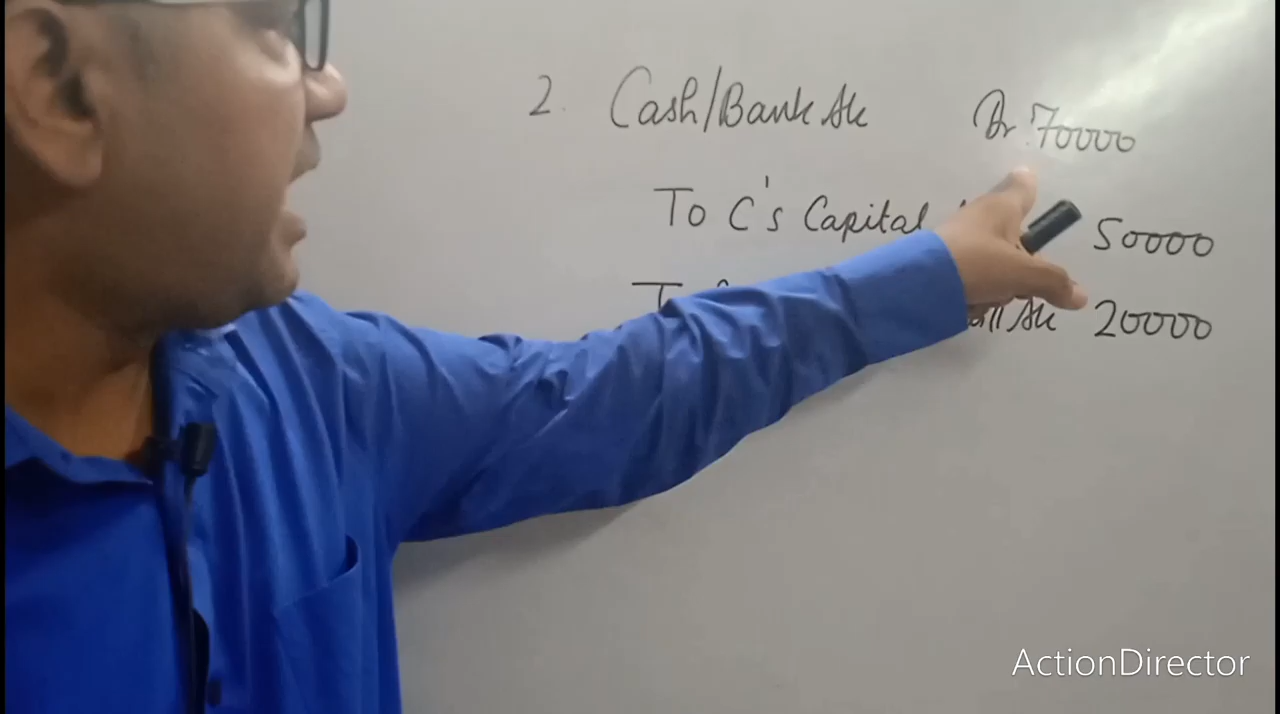 2. Cash/Bank A/c Dr. 70000
To C's Capital 50000
To A/c 20000
ActionDirector